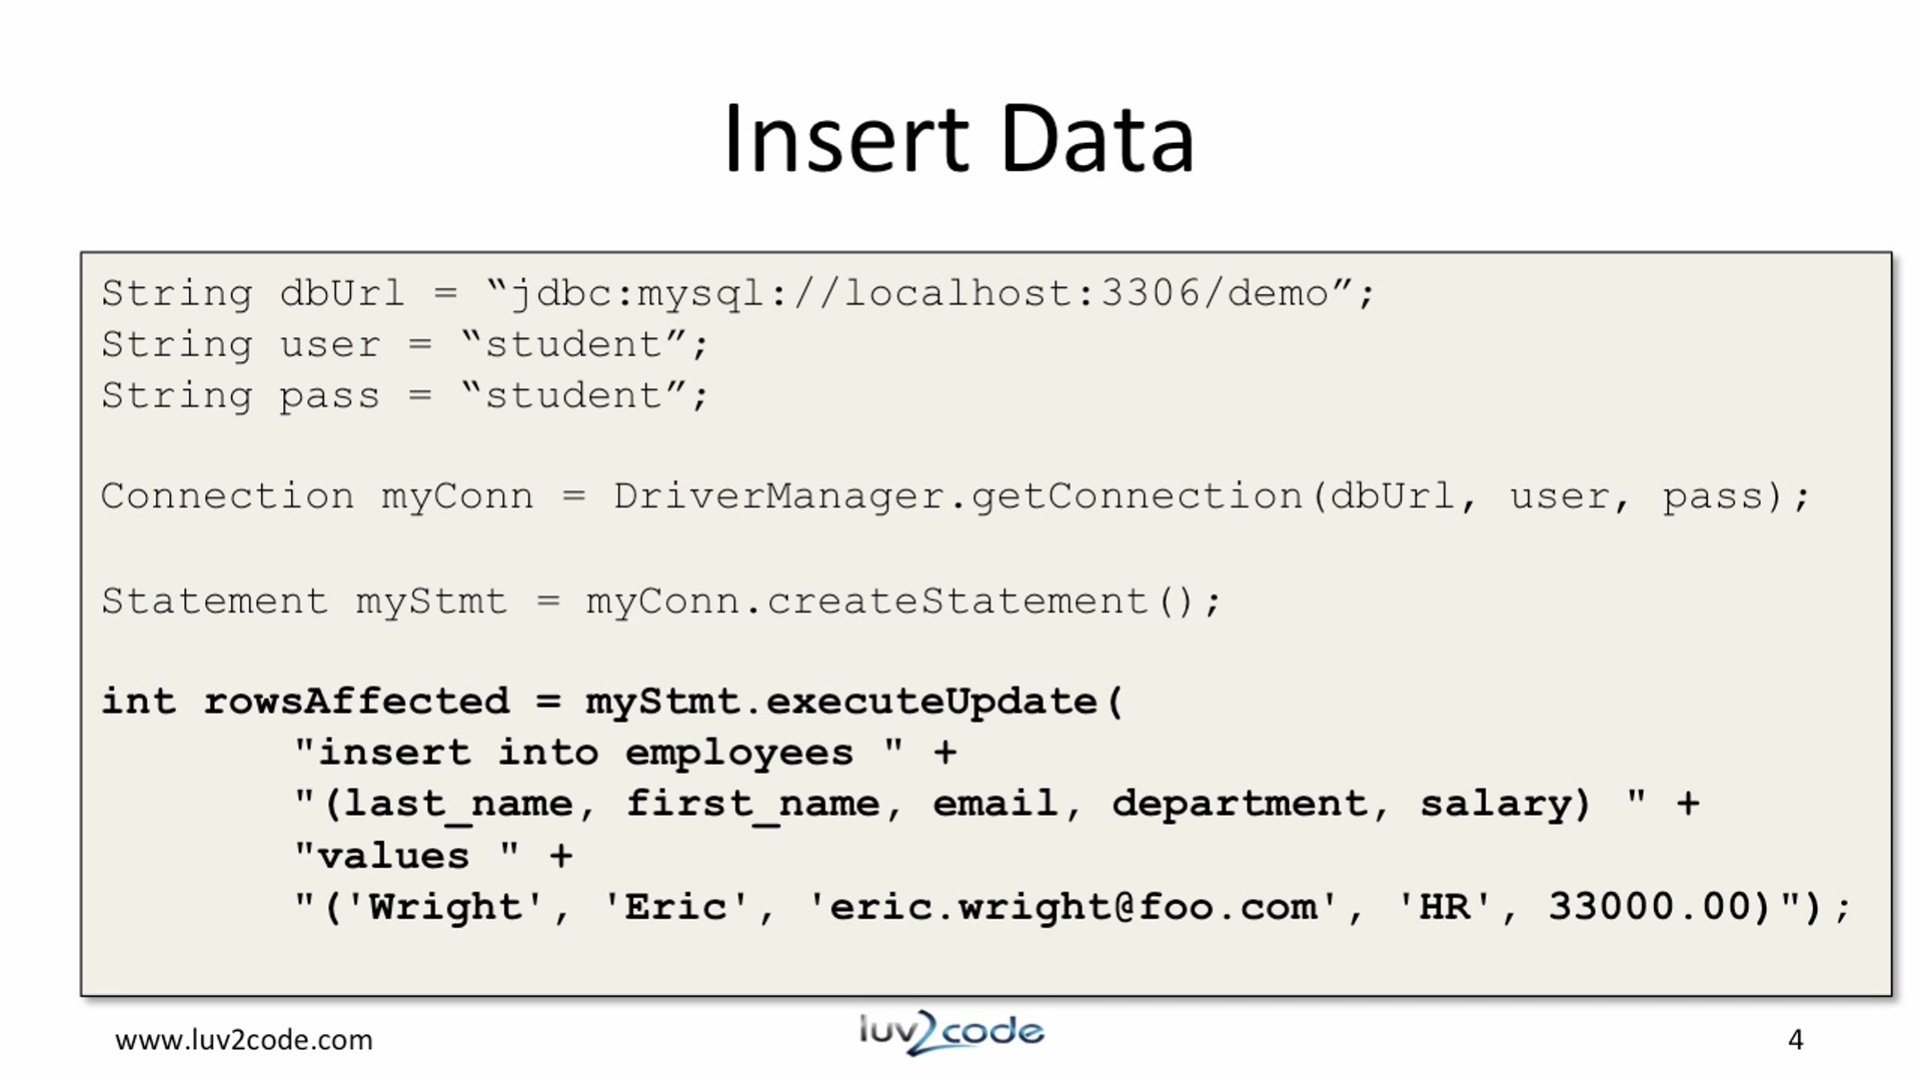 Insert Data
String dbUrl = “jdbc:mysql://localhost:3306/demo”;
String user = “student”;
String pass = “student”;
Connection myConn = DriverManager.getConnection(dbUrl, user, pass);
Statement myStmt = myConn.createStatement();
int rowsAffected = myStmt.executeUpdate(
"insert into employees " +
"(last_name, first_name, email, department, salary) " +
"values " +
"('Wright', 'Eric', 'eric.wright@foo.com', 'HR', 33000.00)");
www.luv2code.com
luv2code
4